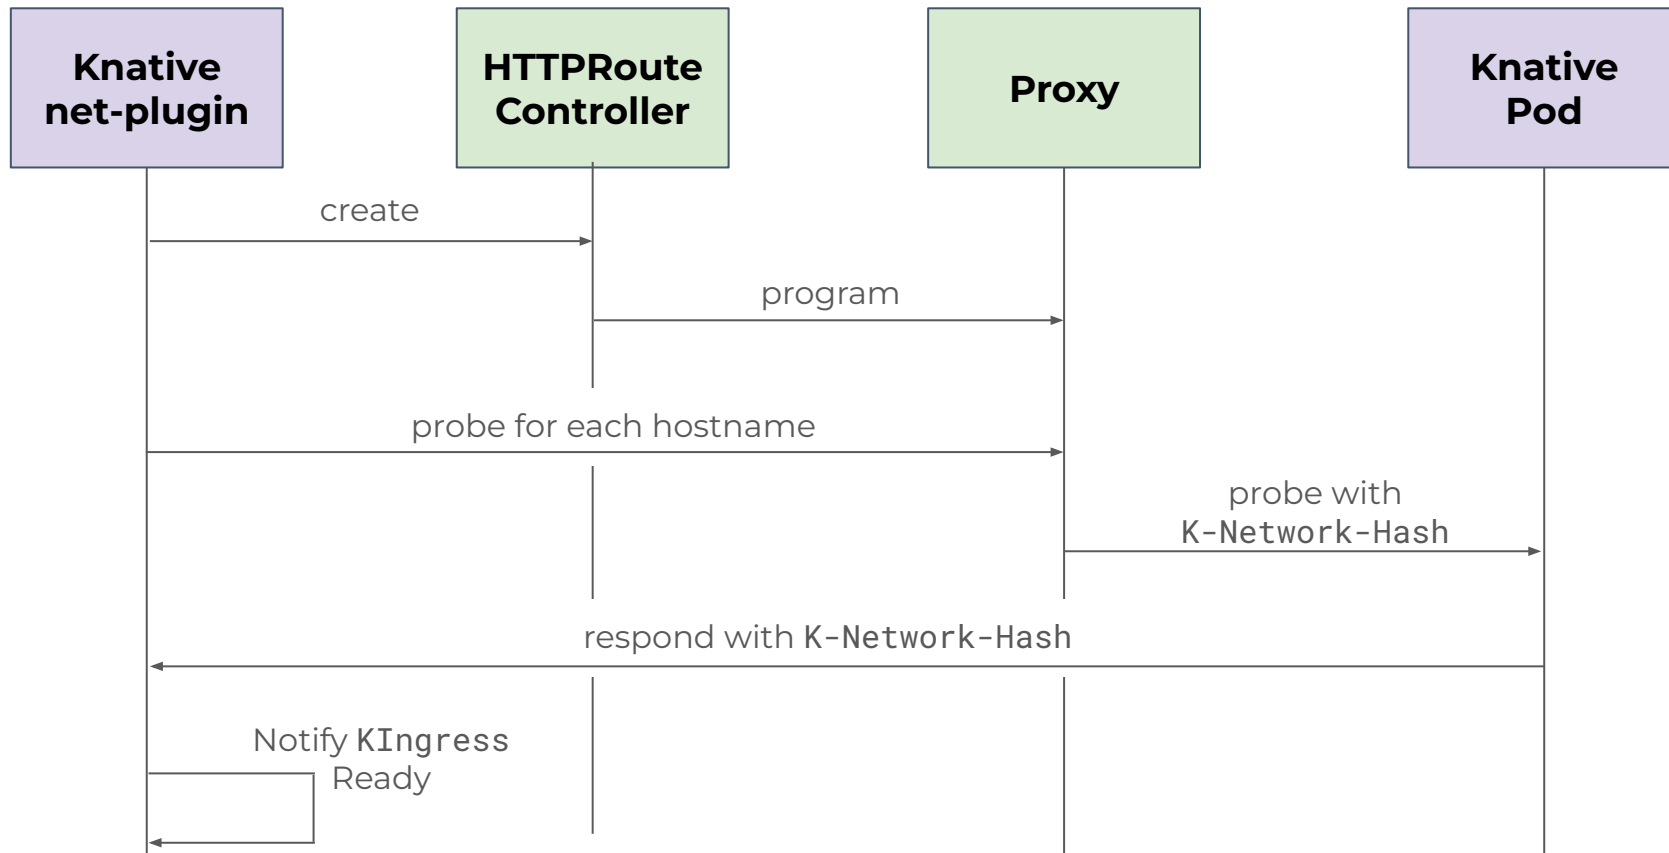 Knative
net-plugin
HTTPRoute
Controller
Proxy
Knative
Pod
create
program
probe for each hostname
probe with
K-Network-Hash
respond with K-Network-Hash
Notify KIngress
Ready